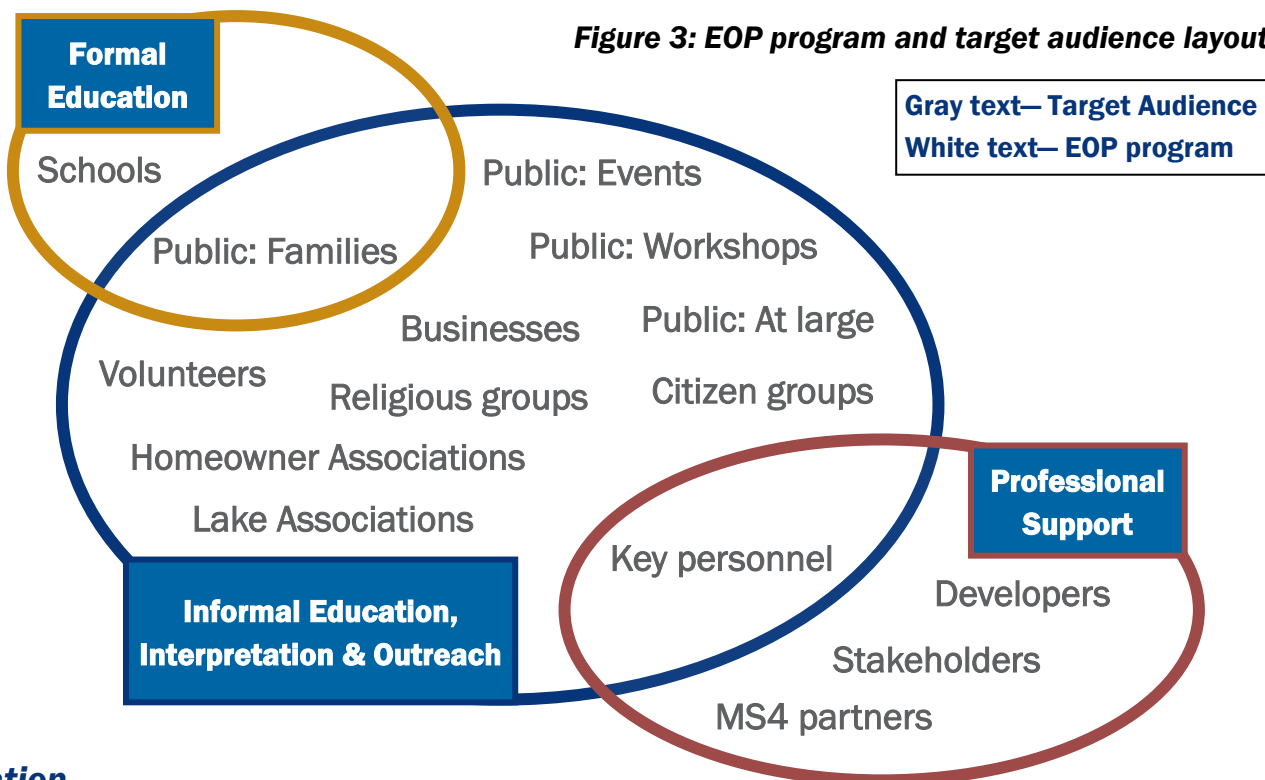 Figure 3: EOP program and target audience layout
Gray text— Target Audience
White text— EOP program
Formal
Education
Schools
Public: Families
Public: Events
Public: Workshops
Public: At large
Businesses
Volunteers
Religious groups
Citizen groups
Homeowner Associations
Lake Associations
Informal Education,
Interpretation & Outreach
Professional
Support
Key personnel
Developers
Stakeholders
MS4 partners